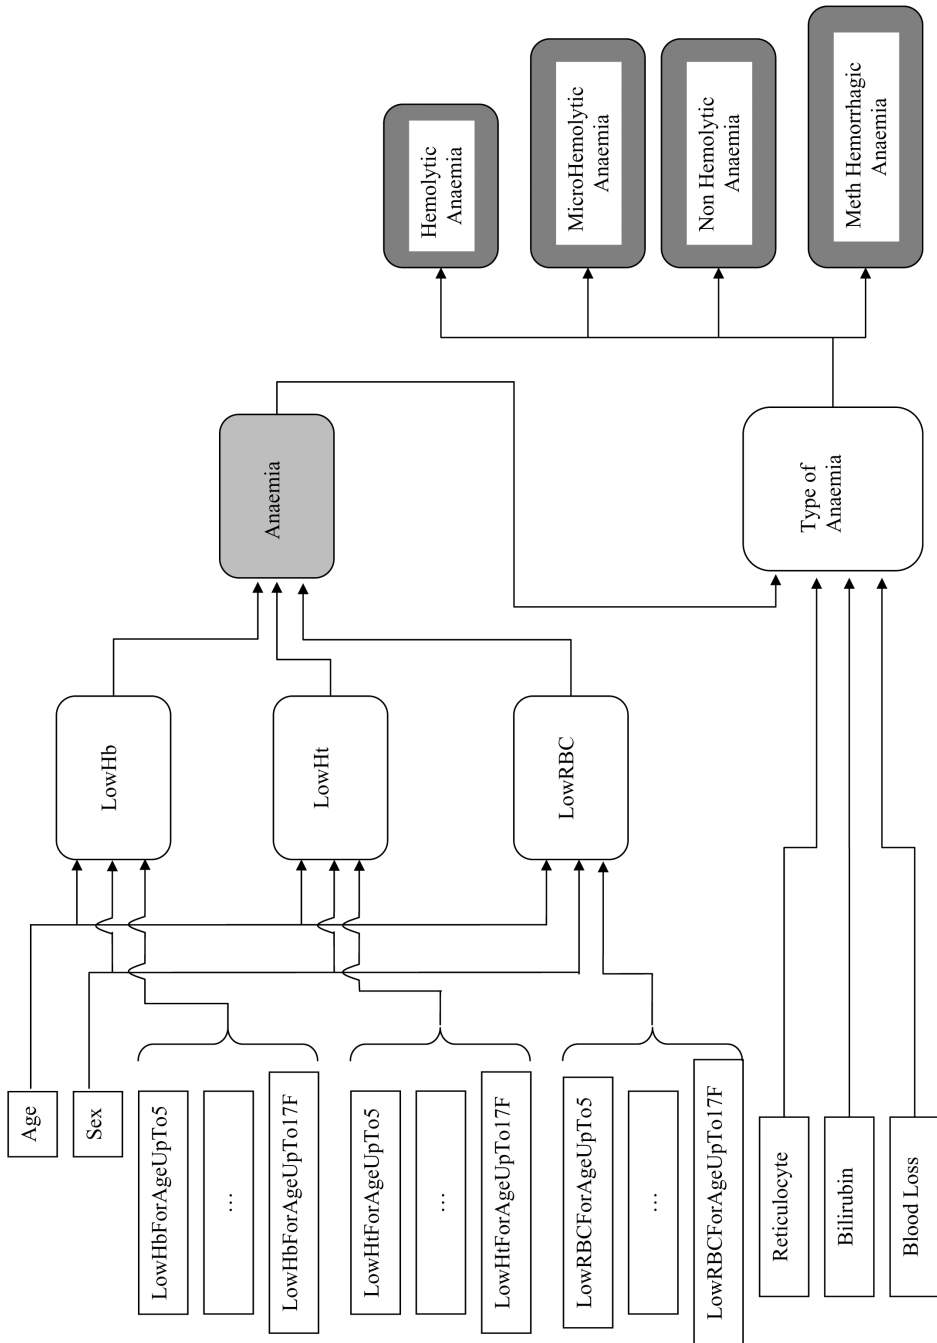 Age
Sex
LowHbForAgeUpTo5
...
LowHbForAgeUpTo17F
LowHtForAgeUpTo5
...
LowHtForAgeUpTo17F
LowRBCForAgeUpTo5
...
LowRBCForAgeUpTo17F
Reticulocyte
Bilirubin
Blood Loss
LowHb
LowHt
LowRBC
Anaemia
Type of
Anaemia
Hemolytic
Anaemia
MicroHemolytic
Anaemia
Non Hemolytic
Anaemia
Meth Hemorrhagic
Anaemia